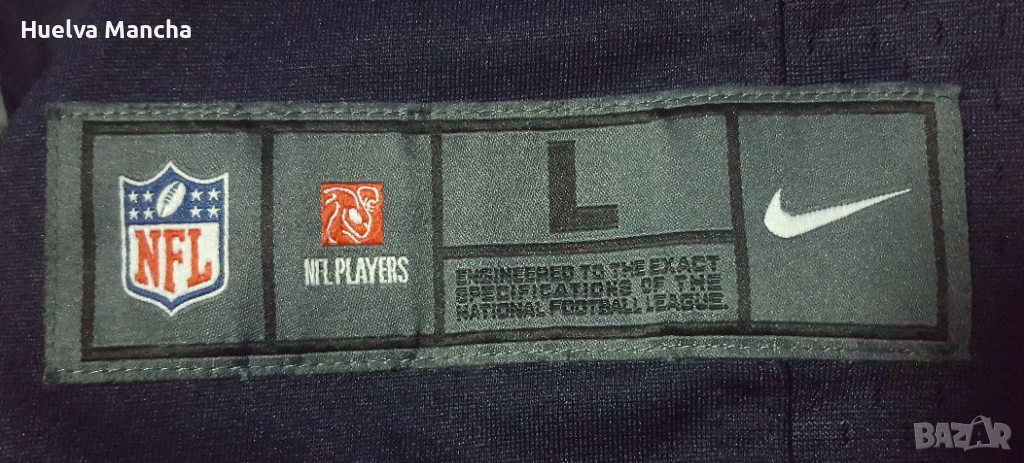 Huelva Mancha
NFL
NFL PLAYERS
L
ENGINEERED TO THE EXACT
SPECIFICATIONS OF THE
NATIONAL FOOTBALL LEAGUE.
BAZAR